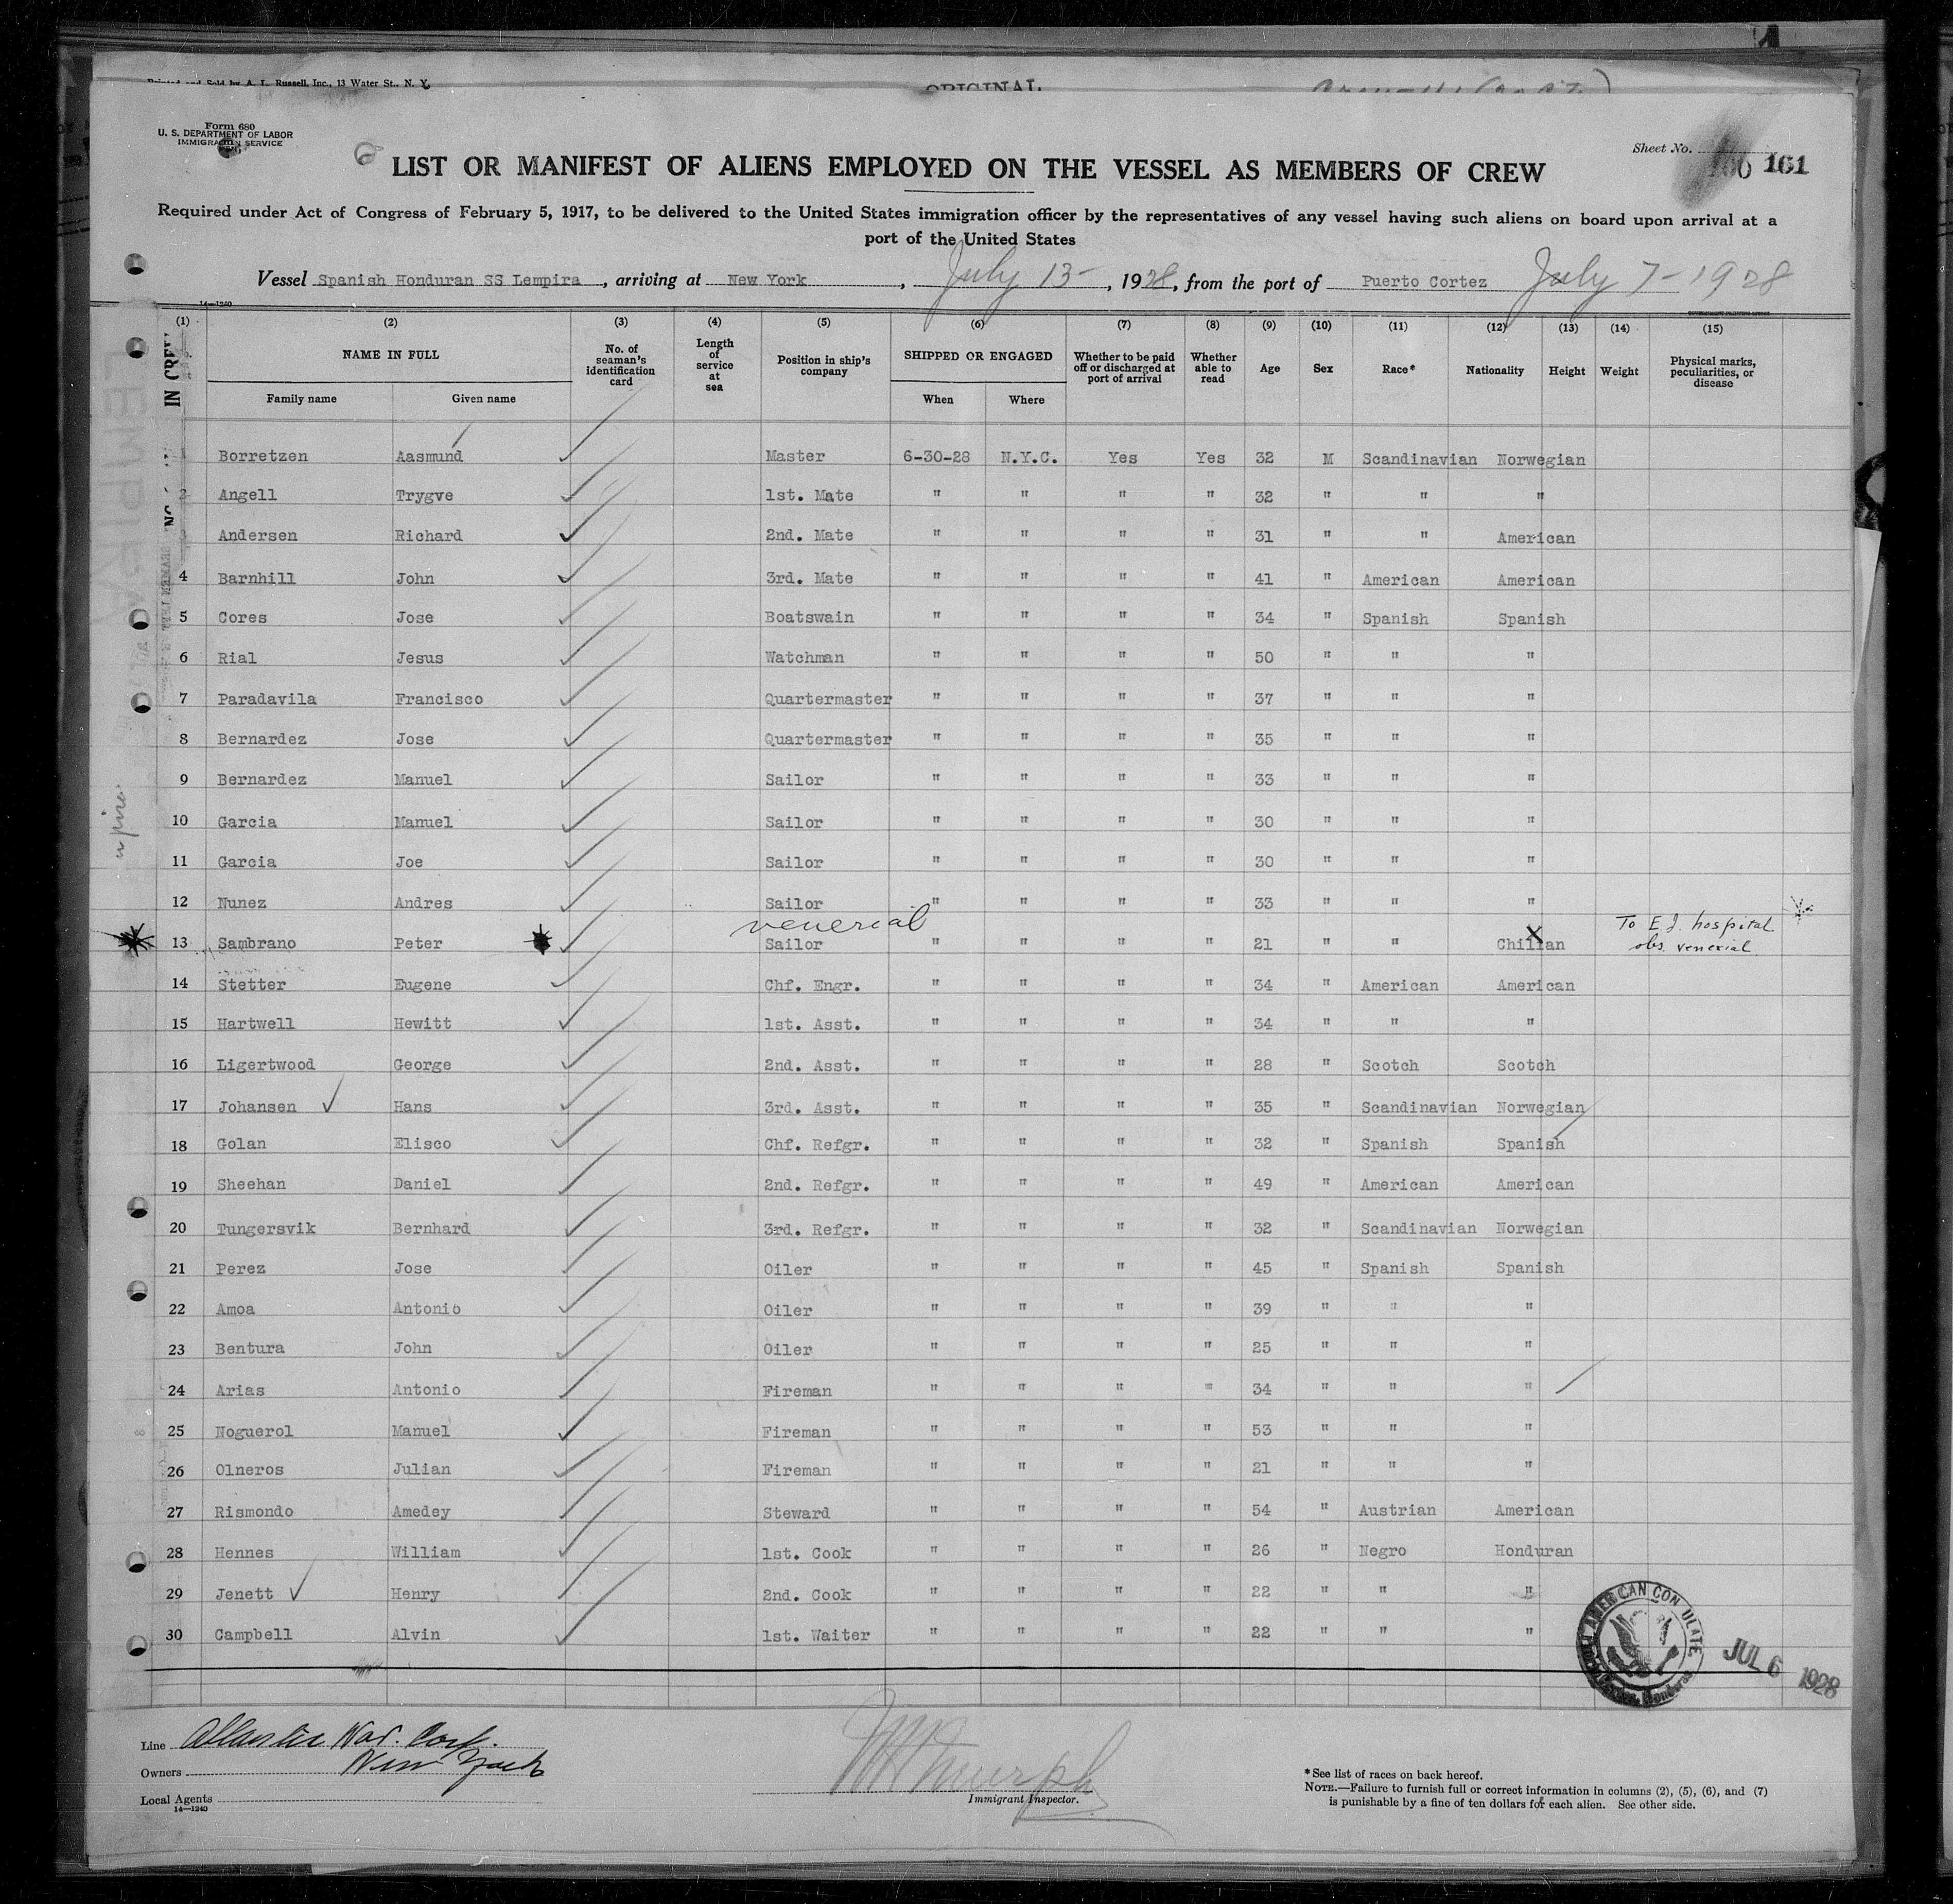 Printed and Sold by A. L. Russell, Inc., 13 Water St., N. Y.
ORIGINAL
Form 680
U. S. DEPARTMENT OF LABOR
IMMIGRATION SERVICE
Sheet No.
161
LIST OR MANIFEST OF ALIENS EMPLOYED ON THE VESSEL AS MEMBERS OF CREW
Required under Act of Congress of February 5, 1917, to be delivered to the United States immigration officer by the representatives of any vessel having such aliens on board upon arrival at a
port of the United States
Vessel Spanish Honduran SS Lempira, arriving at New York, July 13-, 1928, from the port of Puerto Cortez July 7-1928
14—1240
(1) (2) (3) (4) (5) (6) (7) (8) (9) (10) (11) (12) (13) (14) (15)
NAME IN FULL No. of seaman's identification card Length of service at sea Position in ship's company SHIPPED OR ENGAGED Whether to be paid off or discharged at port of arrival Whether able to read Age Sex Race* Nationality Height Weight Physical marks, peculiarities, or disease
Family name Given name When Where
Borretzen Aasmund Master 6-30-28 N.Y.C. Yes Yes 32 M Scandinavian Norwegian
2 Angell Trygve 1st. Mate " " " " 32 " " "
3 Andersen Richard 2nd. Mate " " " " 31 " " American
4 Barnhill John 3rd. Mate " " " " 41 " American American
5 Cores Jose Boatswain " " " " 34 " Spanish Spanish
6 Rial Jesus Watchman " " " " 50 " " "
7 Paradavila Francisco Quartermaster " " " " 37 " " "
8 Bernardez Jose Quartermaster " " " " 35 " " "
9 Bernardez Manuel Sailor " " " " 33 " " "
10 Garcia Manuel Sailor " " " " 30 " " "
11 Garcia Joe Sailor " " " " 30 " " "
12 Nunez Andres Sailor " " " " 33 " " "
venerial To E.I. hospital
13 Sambrano Peter Sailor " " " " 21 " " Chilian obs. venerial
14 Stetter Eugene Chf. Engr. " " " " 34 " American American
15 Hartwell Hewitt 1st. Asst. " " " " 34 " " "
16 Ligertwood George 2nd. Asst. " " " " 28 " Scotch Scotch
17 Johansen Hans 3rd. Asst. " " " " 35 " Scandinavian Norwegian
18 Golan Elisco Chf. Refgr. " " " " 32 " Spanish Spanish
19 Sheehan Daniel 2nd. Refgr. " " " " 49 " American American
20 Tungersvik Bernhard 3rd. Refgr. " " " " 32 " Scandinavian Norwegian
21 Perez Jose Oiler " " " " 45 " Spanish Spanish
22 Amoa Antonio Oiler " " " " 39 " " "
23 Bentura John Oiler " " " " 25 " " "
24 Arias Antonio Fireman " " " " 34 " " "
25 Noguerol Manuel Fireman " " " " 53 " " "
26 Olneros Julian Fireman " " " " 21 " " "
27 Rismondo Amedey Steward " " " " 54 " Austrian American
28 Hennes William 1st. Cook " " " " 26 " Negro Honduran
29 Jenett Henry 2nd. Cook " " " " 22 " " "
30 Campbell Alvin 1st. Waiter " " " " 22 " " "
AMERICAN CONSULATE
Honduras
JUL 6 1928
Line Atlantic Nav. Corp.
Owners New York
Local Agents
14—1240
Immigrant Inspector.
* See list of races on back hereof.
NOTE.—Failure to furnish full or correct information in columns (2), (5), (6), and (7)
is punishable by a fine of ten dollars for each alien. See other side.